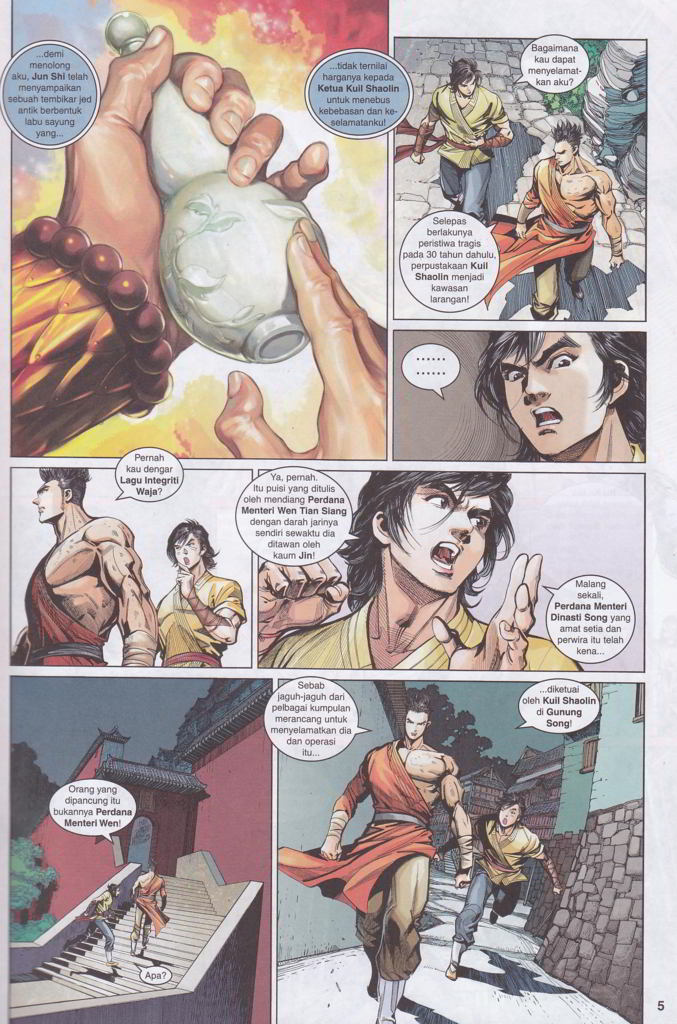 ...demi
menolong
aku, Jun Shi telah
menyampaikan
sebuah tembikar jed
antik berbentuk
labu sayung
yang...
...tidak ternilai
harganya kepada
Ketua Kuil Shaolin
untuk menebus
kebebasan dan ke-
selamatanku!
Bagaimana
kau dapat
menyelamat-
kan aku?
Selepas
berlakunya
peristiwa tragis
pada 30 tahun dahulu,
perpustakaan Kuil
Shaolin menjadi
kawasan
larangan!
......
......
Pernah
kau dengar
Lagu Integriti
Waja?
Ya, pernah.
Itu puisi yang ditulis
oleh mendiang Perdana
Menteri Wen Tian Siang
dengan darah jarinya
sendiri sewaktu dia
ditawan oleh
kaum Jin!
Malang
sekali,
Perdana Menteri
Dinasti Song yang
amat setia dan
perwira itu telah
kena...
Orang yang
dipancung itu
bukannya Perdana
Menteri Wen!
Apa?
Sebab
jaguh-jaguh dari
pelbagai kumpulan
merancang untuk
menyelamatkan dia
dan operasi
itu...
...diketuai
oleh Kuil Shaolin
di Gunung
Song!
5